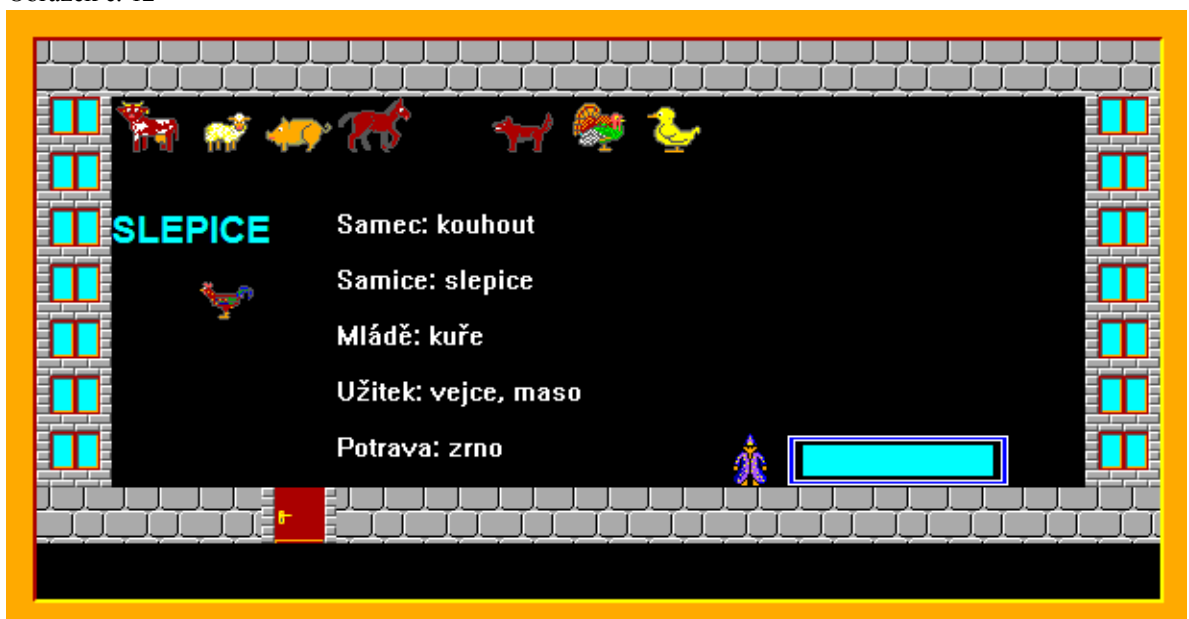 SLEPICE
Samec: kouhout
Samice: slepice
Mládě: kuře
Užitek: vejce, maso
Potrava: zrno